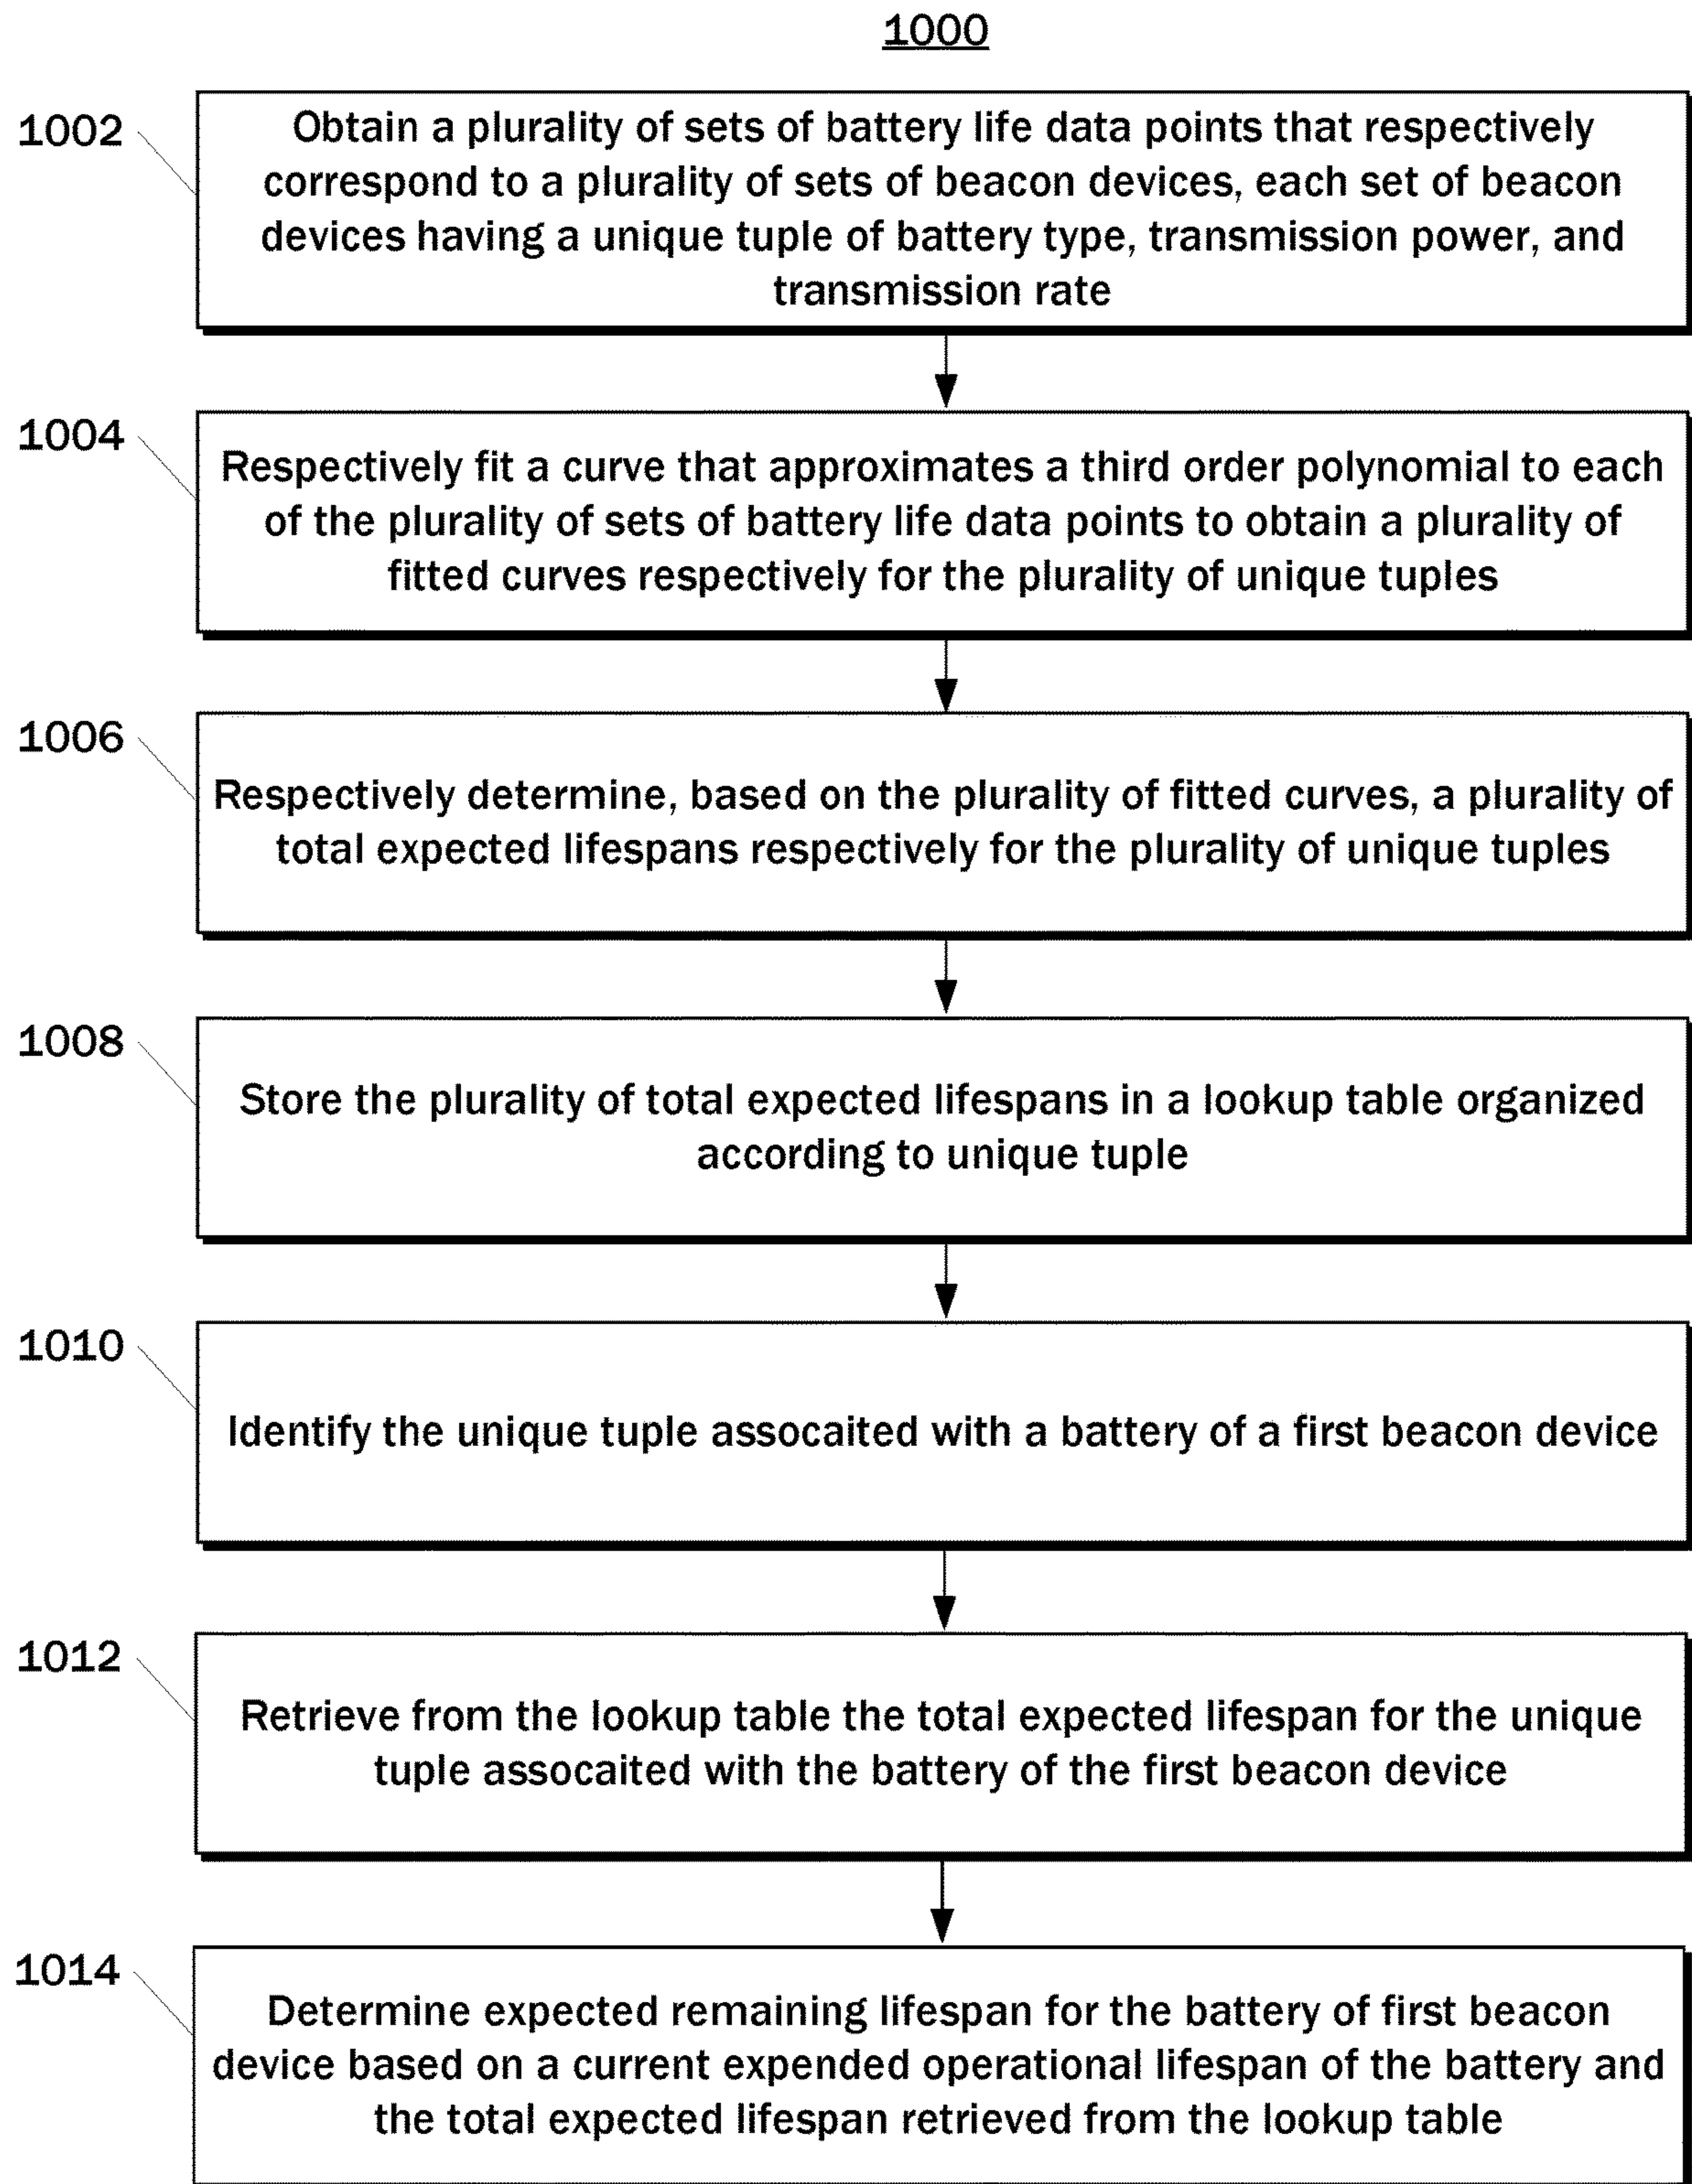 1000
1002
Obtain a plurality of sets of battery life data points that respectively
correspond to a plurality of sets of beacon devices, each set of beacon
devices having a unique tuple of battery type, transmission power, and
transmission rate
1004
Respectively fit a curve that approximates a third order polynomial to each
of the plurality of sets of battery life data points to obtain a plurality of
fitted curves respectively for the plurality of unique tuples
1006
Respectively determine, based on the plurality of fitted curves, a plurality of
total expected lifespans respectively for the plurality of unique tuples
1008
Store the plurality of total expected lifespans in a lookup table organized
according to unique tuple
1010
Identify the unique tuple assocaited with a battery of a first beacon device
1012
Retrieve from the lookup table the total expected lifespan for the unique
tuple assocaited with the battery of the first beacon device
1014
Determine expected remaining lifespan for the battery of first beacon
device based on a current expended operational lifespan of the battery and
the total expected lifespan retrieved from the lookup table